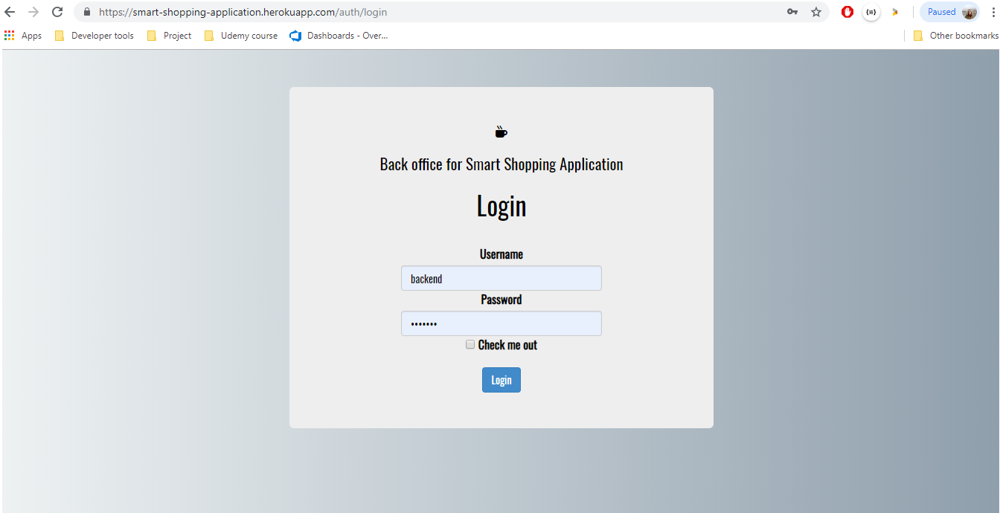 https://smart-shopping-application.herokuapp.com/auth/login
Paused
Apps Developer tools Project Udemy course Dashboards - Over... Other bookmarks
Back office for Smart Shopping Application
Login
Username
backend
Password
•••••••
Check me out
Login